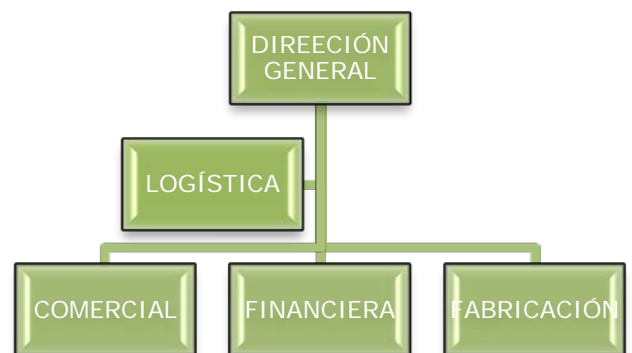 DIREECIÓN
GENERAL
LOGÍSTICA
COMERCIAL
FINANCIERA
FABRICACIÓN